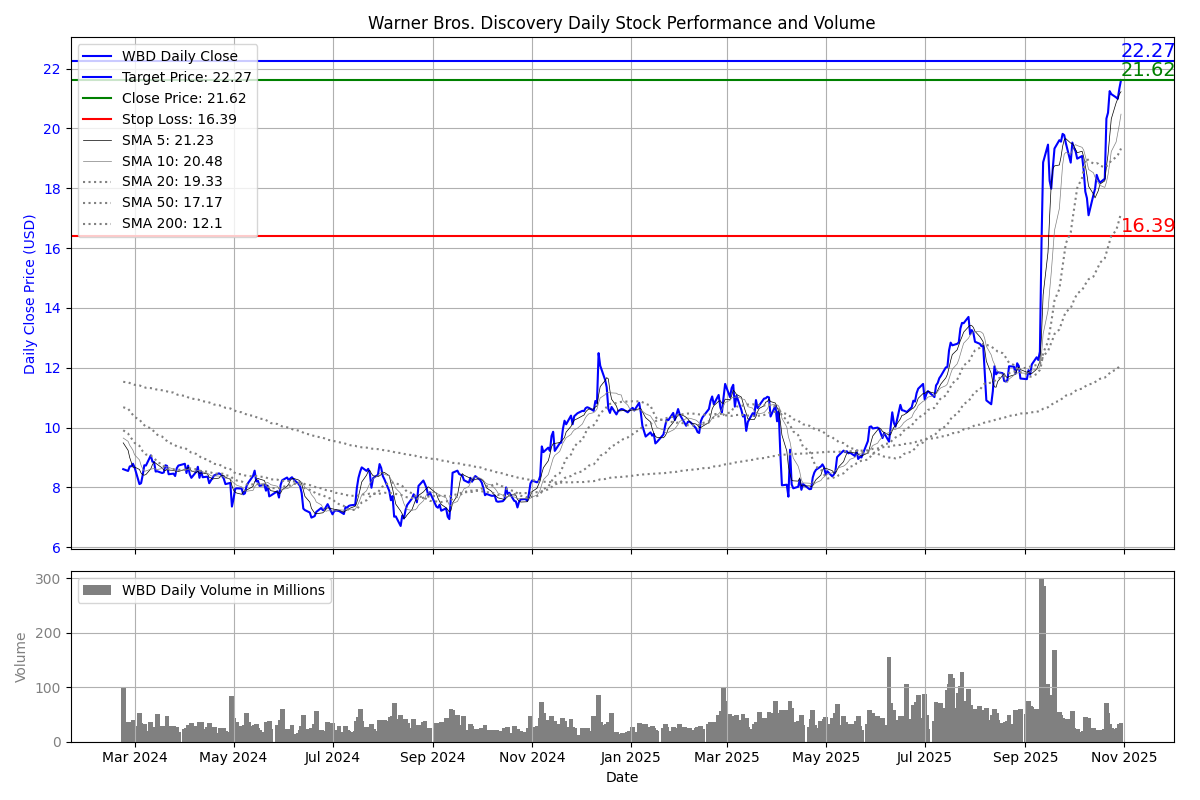 Warner Bros. Discovery Daily Stock Performance and Volume
WBD Daily Close
Target Price: 22.27
Close Price: 21.62
Stop Loss: 16.39
SMA 5: 21.23
SMA 10: 20.48
SMA 20: 19.33
SMA 50: 17.17
SMA 200: 12.1
22.27
21.62
16.39
Daily Close Price (USD)
22
20
18
16
14
12
10
8
6
WBD Daily Volume in Millions
Volume
300
200
100
0
Mar 2024 May 2024 Jul 2024 Sep 2024 Nov 2024 Jan 2025 Mar 2025 May 2025 Jul 2025 Sep 2025 Nov 2025
Date